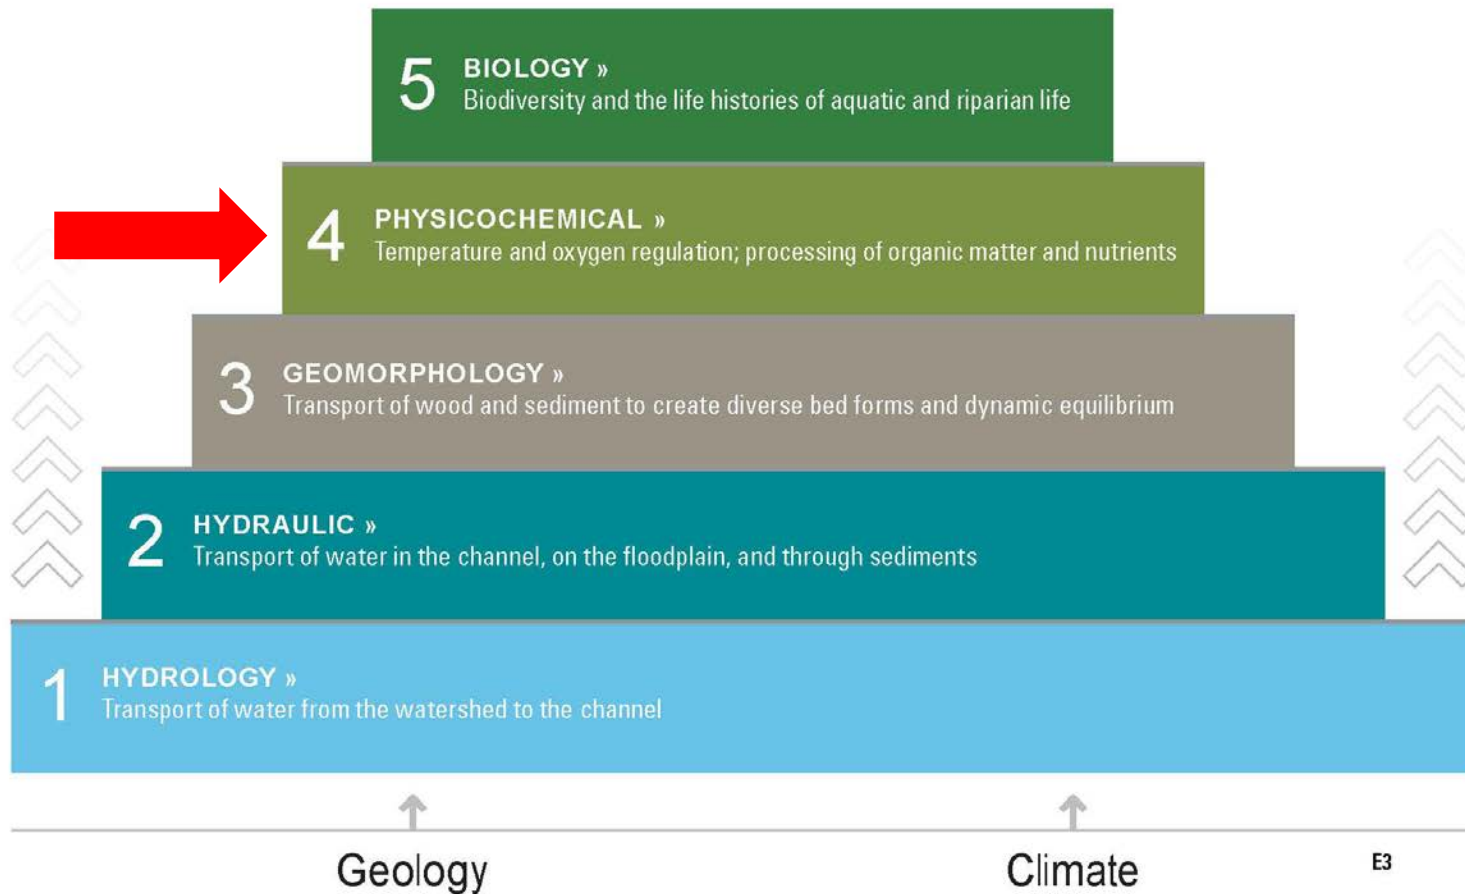 5
BIOLOGY »
Biodiversity and the life histories of aquatic and riparian life
4
PHYSICOCHEMICAL »
Temperature and oxygen regulation; processing of organic matter and nutrients
3
GEOMORPHOLOGY »
Transport of wood and sediment to create diverse bed forms and dynamic equilibrium
2
HYDRAULIC »
Transport of water in the channel, on the floodplain, and through sediments
1
HYDROLOGY »
Transport of water from the watershed to the channel
Geology
Climate
E3